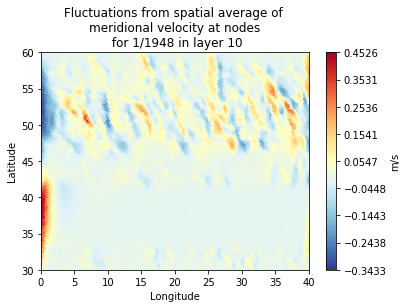 Fluctuations from spatial average of
meridional velocity at nodes
for 1/1948 in layer 10
60
55
50
45
40
35
30
Latitude
0 5 10 15 20 25 30 35 40
Longitude
0.4526
0.3531
0.2536
0.1541
0.0547
−0.0448
−0.1443
−0.2438
−0.3433
m/s